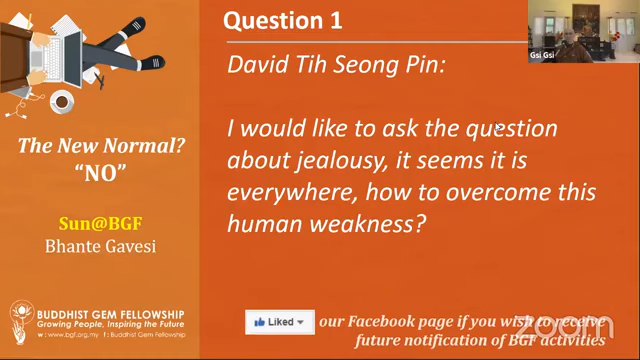 Question 1
Gsi Gsi
David Tih Seong Pin:
I would like to ask the question
about jealousy, it seems it is
everywhere, how to overcome this
human weakness?
The New Normal?
"NO"
Sun@BGF
Bhante Gavesi
BUDDHIST GEM FELLOWSHIP
Growing People, Inspiring the Future
w : www.bgf.org.my f : Buddhist Gem Fellowship
Liked
our Facebook page if you wish to receive
future notification of BGF activities
zoom